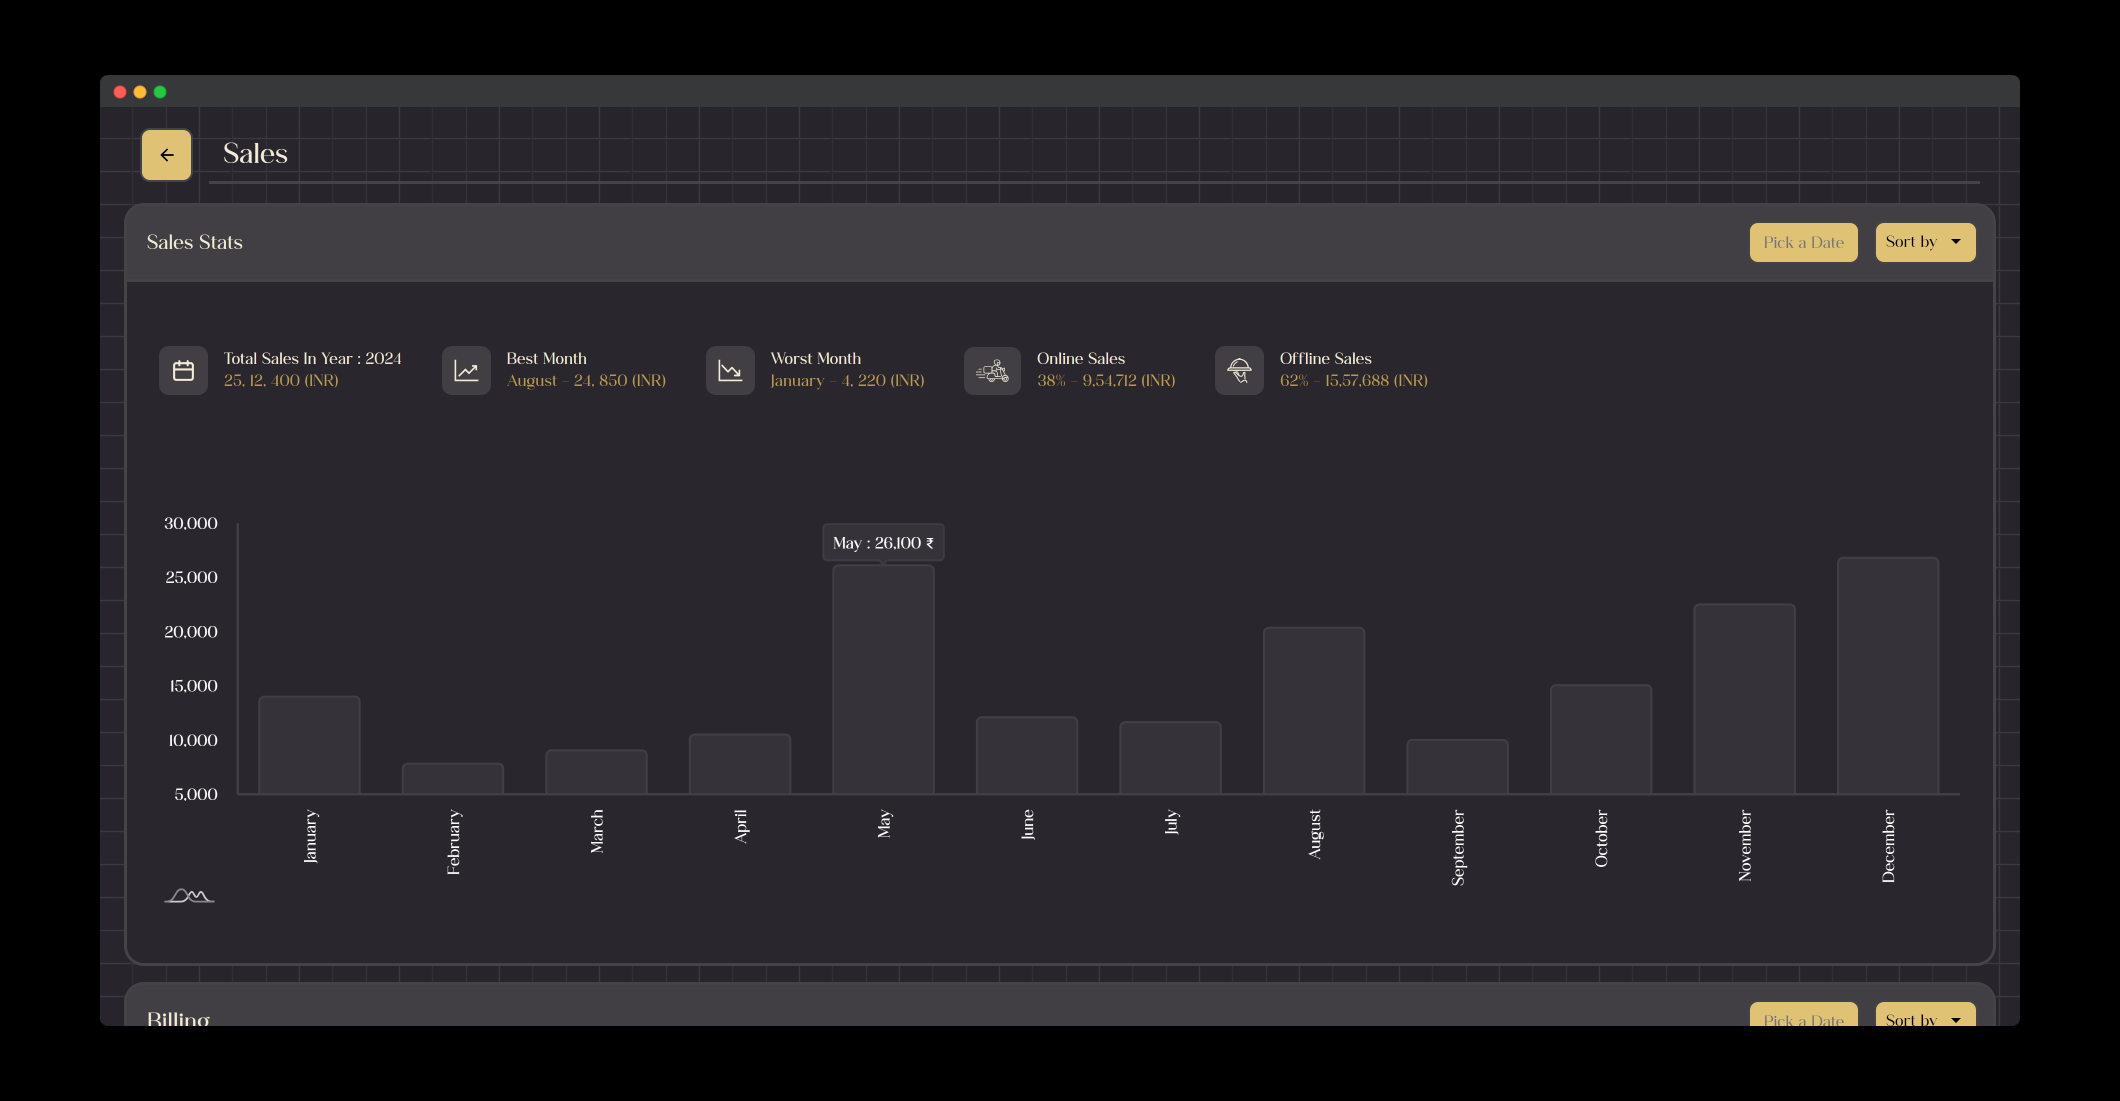 Sales
Sales Stats
Pick a Date
Sort by
Total Sales In Year : 2024
25, 12, 400 (INR)
Best Month
August - 24, 850 (INR)
Worst Month
January - 4, 220 (INR)
Online Sales
38% - 9,54,712 (INR)
Offline Sales
62% - 15,57,688 (INR)
30,000
25,000
20,000
15,000
10,000
5,000
May : 26,100 ₹
January
February
March
April
May
June
July
August
September
October
November
December
Billing
Pick a Date
Sort by